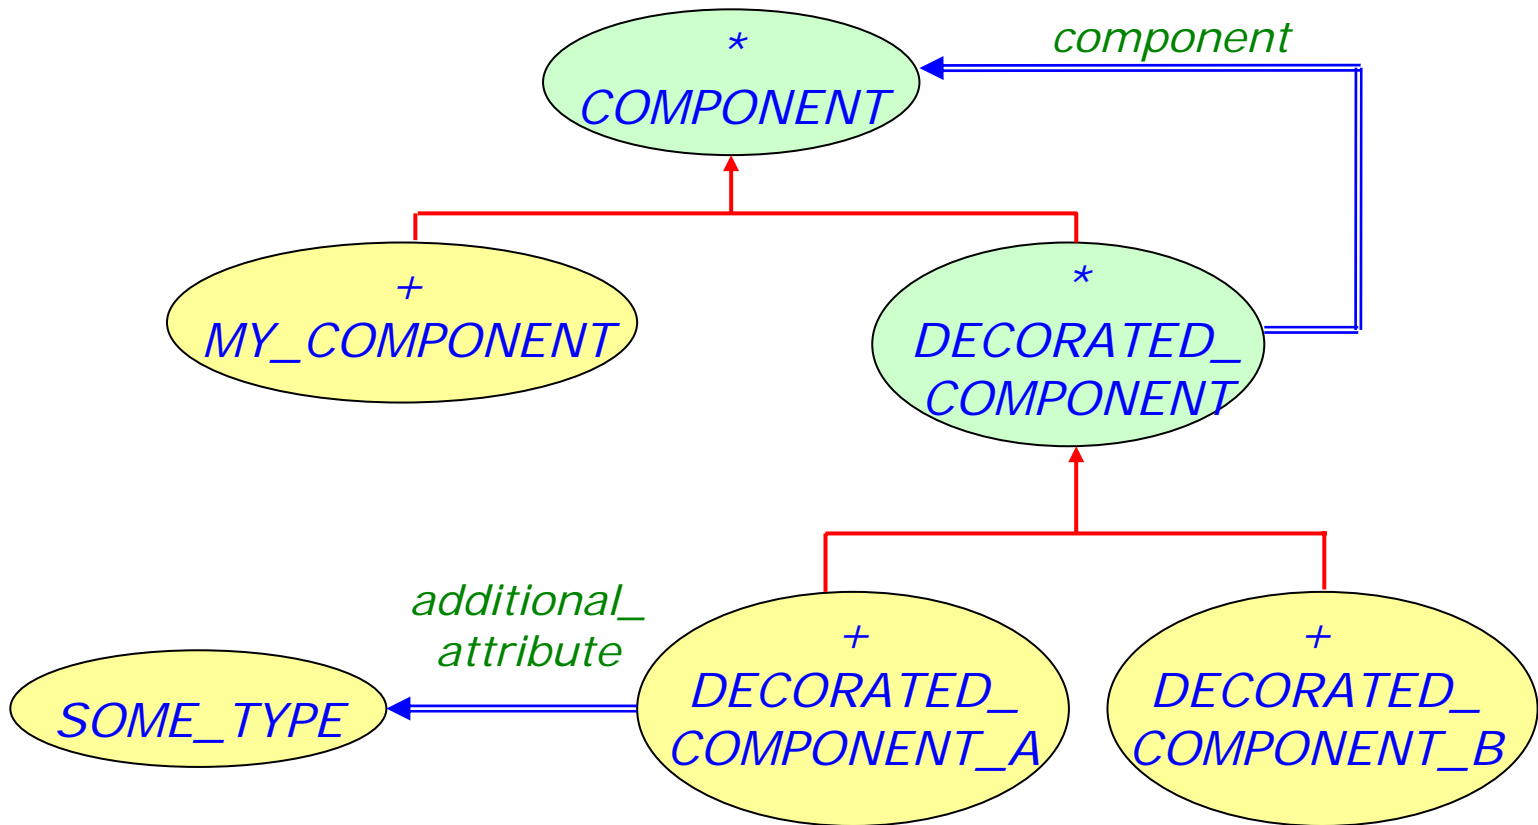 *
COMPONENT
component
+
MY_COMPONENT
*
DECORATED_
COMPONENT
additional_
attribute
SOME_TYPE
+
DECORATED_
COMPONENT_A
+
DECORATED_
COMPONENT_B